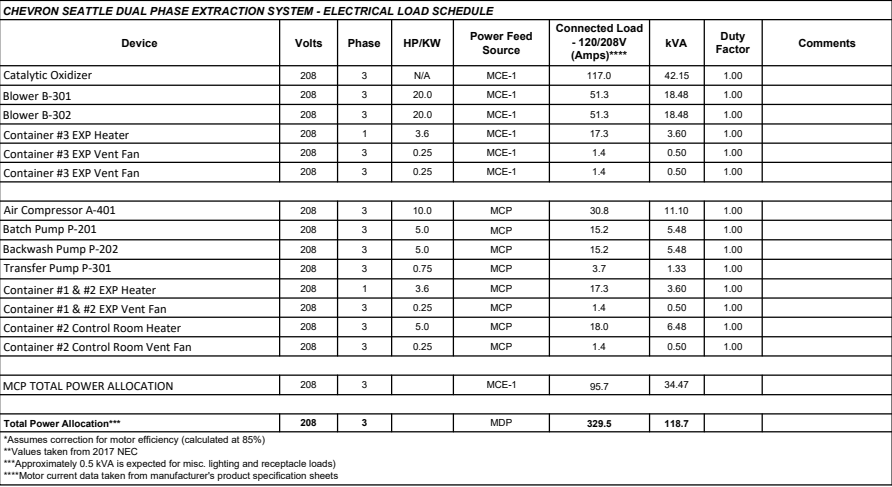 CHEVRON SEATTLE DUAL PHASE EXTRACTION SYSTEM - ELECTRICAL LOAD SCHEDULE
Device Volts Phase HP/KW Power Feed Source Connected Load - 120/208V (Amps)**** kVA Duty Factor Comments
Catalytic Oxidizer 208 3 N/A MCE-1 117.0 42.15 1.00
Blower B-301 208 3 20.0 MCE-1 51.3 18.48 1.00
Blower B-302 208 3 20.0 MCE-1 51.3 18.48 1.00
Container #3 EXP Heater 208 1 3.6 MCE-1 17.3 3.60 1.00
Container #3 EXP Vent Fan 208 3 0.25 MCE-1 1.4 0.50 1.00
Container #3 EXP Vent Fan 208 3 0.25 MCE-1 1.4 0.50 1.00
Air Compressor A-401 208 3 10.0 MCP 30.8 11.10 1.00
Batch Pump P-201 208 3 5.0 MCP 15.2 5.48 1.00
Backwash Pump P-202 208 3 5.0 MCP 15.2 5.48 1.00
Transfer Pump P-301 208 3 0.75 MCP 3.7 1.33 1.00
Container #1 & #2 EXP Heater 208 1 3.6 MCP 17.3 3.60 1.00
Container #1 & #2 EXP Vent Fan 208 3 0.25 MCP 1.4 0.50 1.00
Container #2 Control Room Heater 208 3 5.0 MCP 18.0 6.48 1.00
Container #2 Control Room Vent Fan 208 3 0.25 MCP 1.4 0.50 1.00
MCP TOTAL POWER ALLOCATION 208 3 MCE-1 95.7 34.47
Total Power Allocation*** 208 3 MDP 329.5 118.7
*Assumes correction for motor efficiency (calculated at 85%)
**Values taken from 2017 NEC
***Approximately 0.5 kVA is expected for misc. lighting and receptacle loads)
****Motor current data taken from manufacturer's product specification sheets